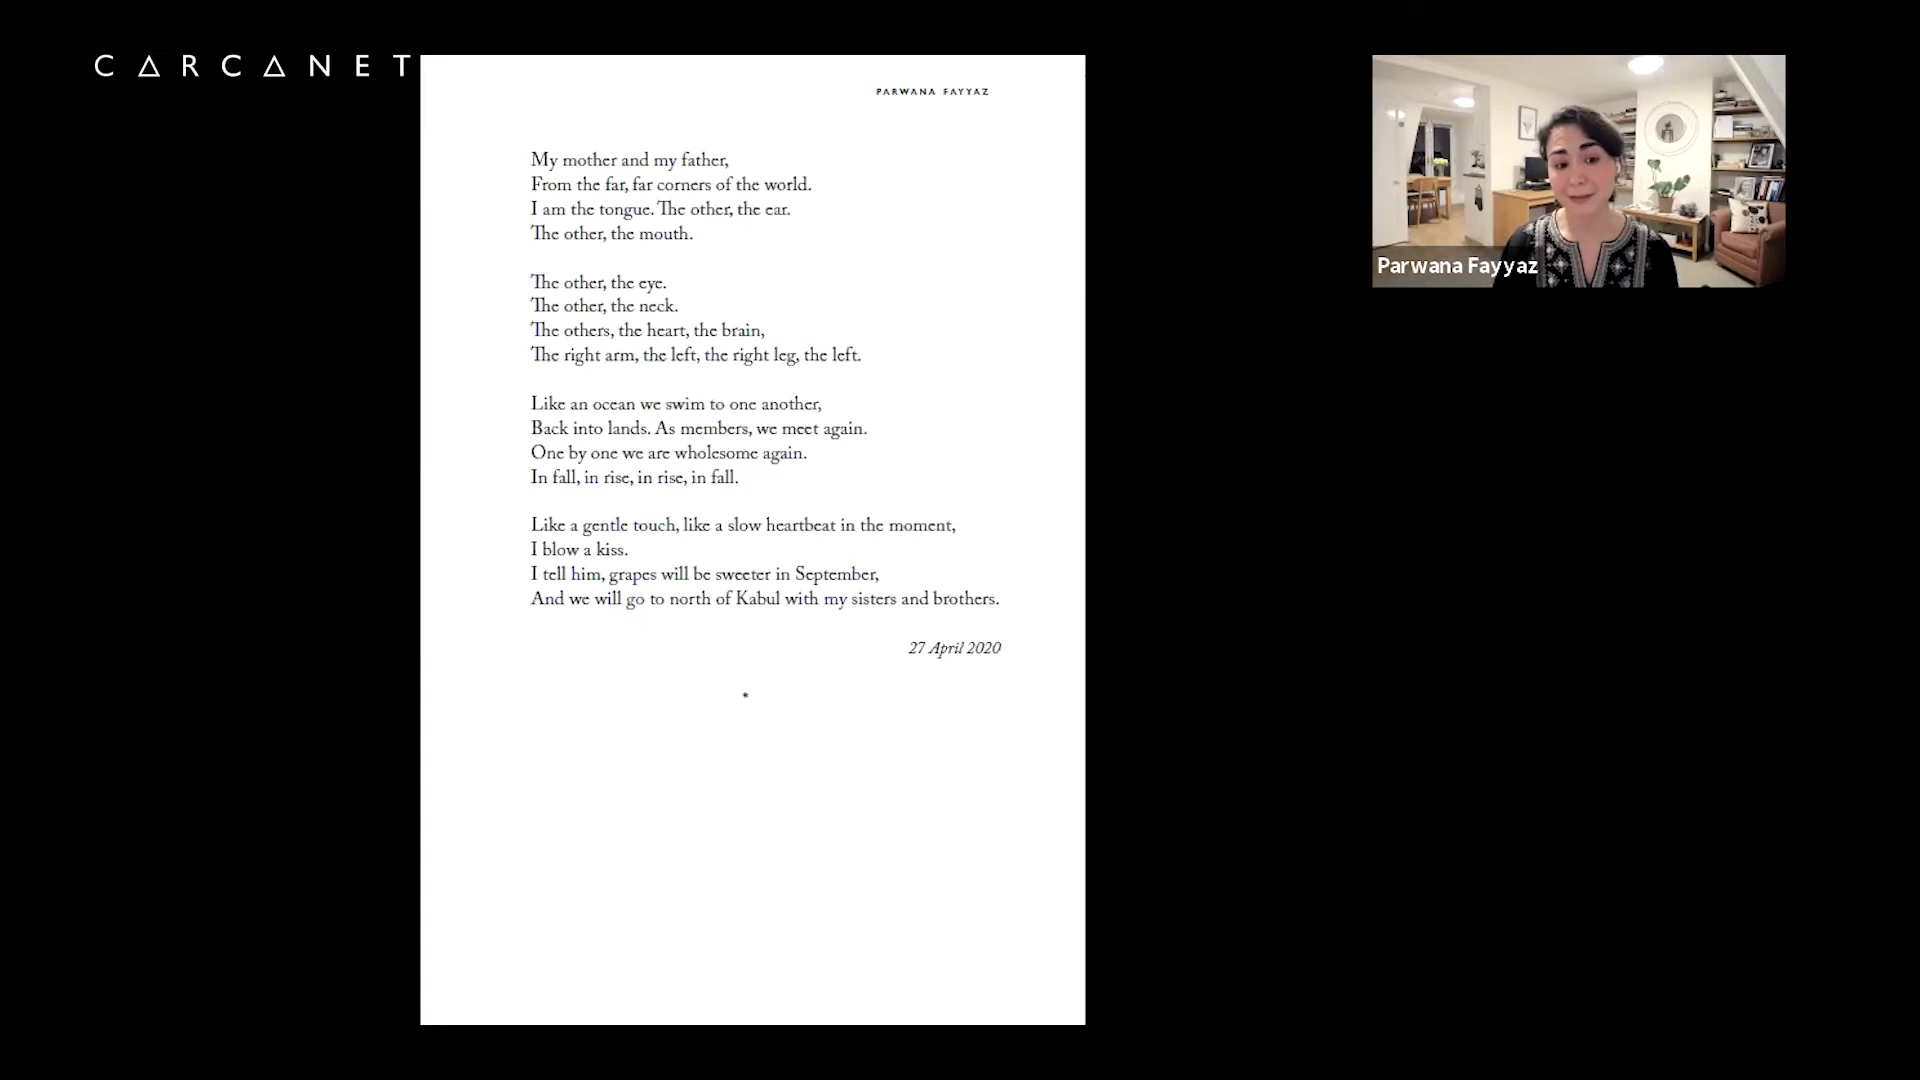 CARCANET
PARWANA FAYYAZ
My mother and my father,
From the far, far corners of the world.
I am the tongue. The other, the ear.
The other, the mouth.
The other, the eye.
The other, the neck.
The others, the heart, the brain,
The right arm, the left, the right leg, the left.
Like an ocean we swim to one another,
Back into lands. As members, we meet again.
One by one we are wholesome again.
In fall, in rise, in rise, in fall.
Like a gentle touch, like a slow heartbeat in the moment,
I blow a kiss.
I tell him, grapes will be sweeter in September,
And we will go to north of Kabul with my sisters and brothers.
27 April 2020
*
Parwana Fayyaz